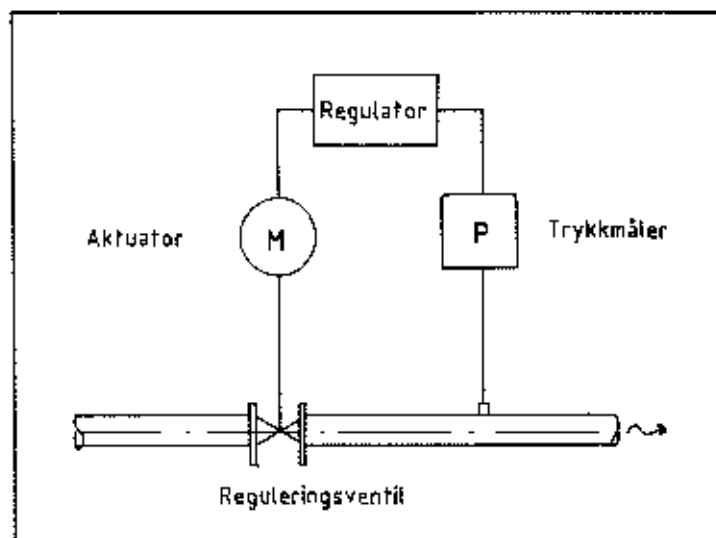 Regulator
Aktuator
M
P
Trykkmåler
Reguleringsventil